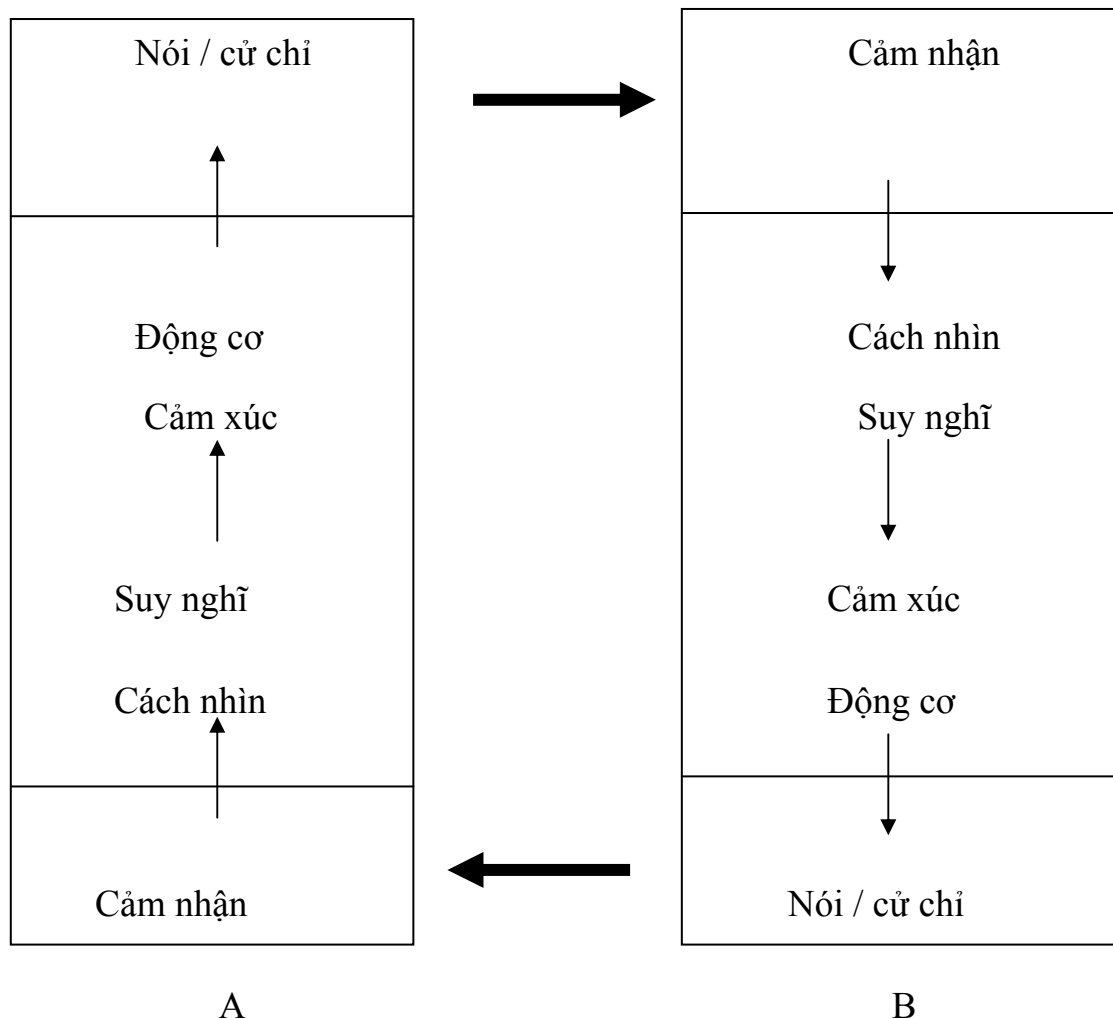 Nói / cử chỉ
Động cơ
Cảm xúc
Suy nghĩ
Cách nhìn
Cảm nhận
A
Cảm nhận
Cách nhìn
Suy nghĩ
Cảm xúc
Động cơ
Nói / cử chỉ
B